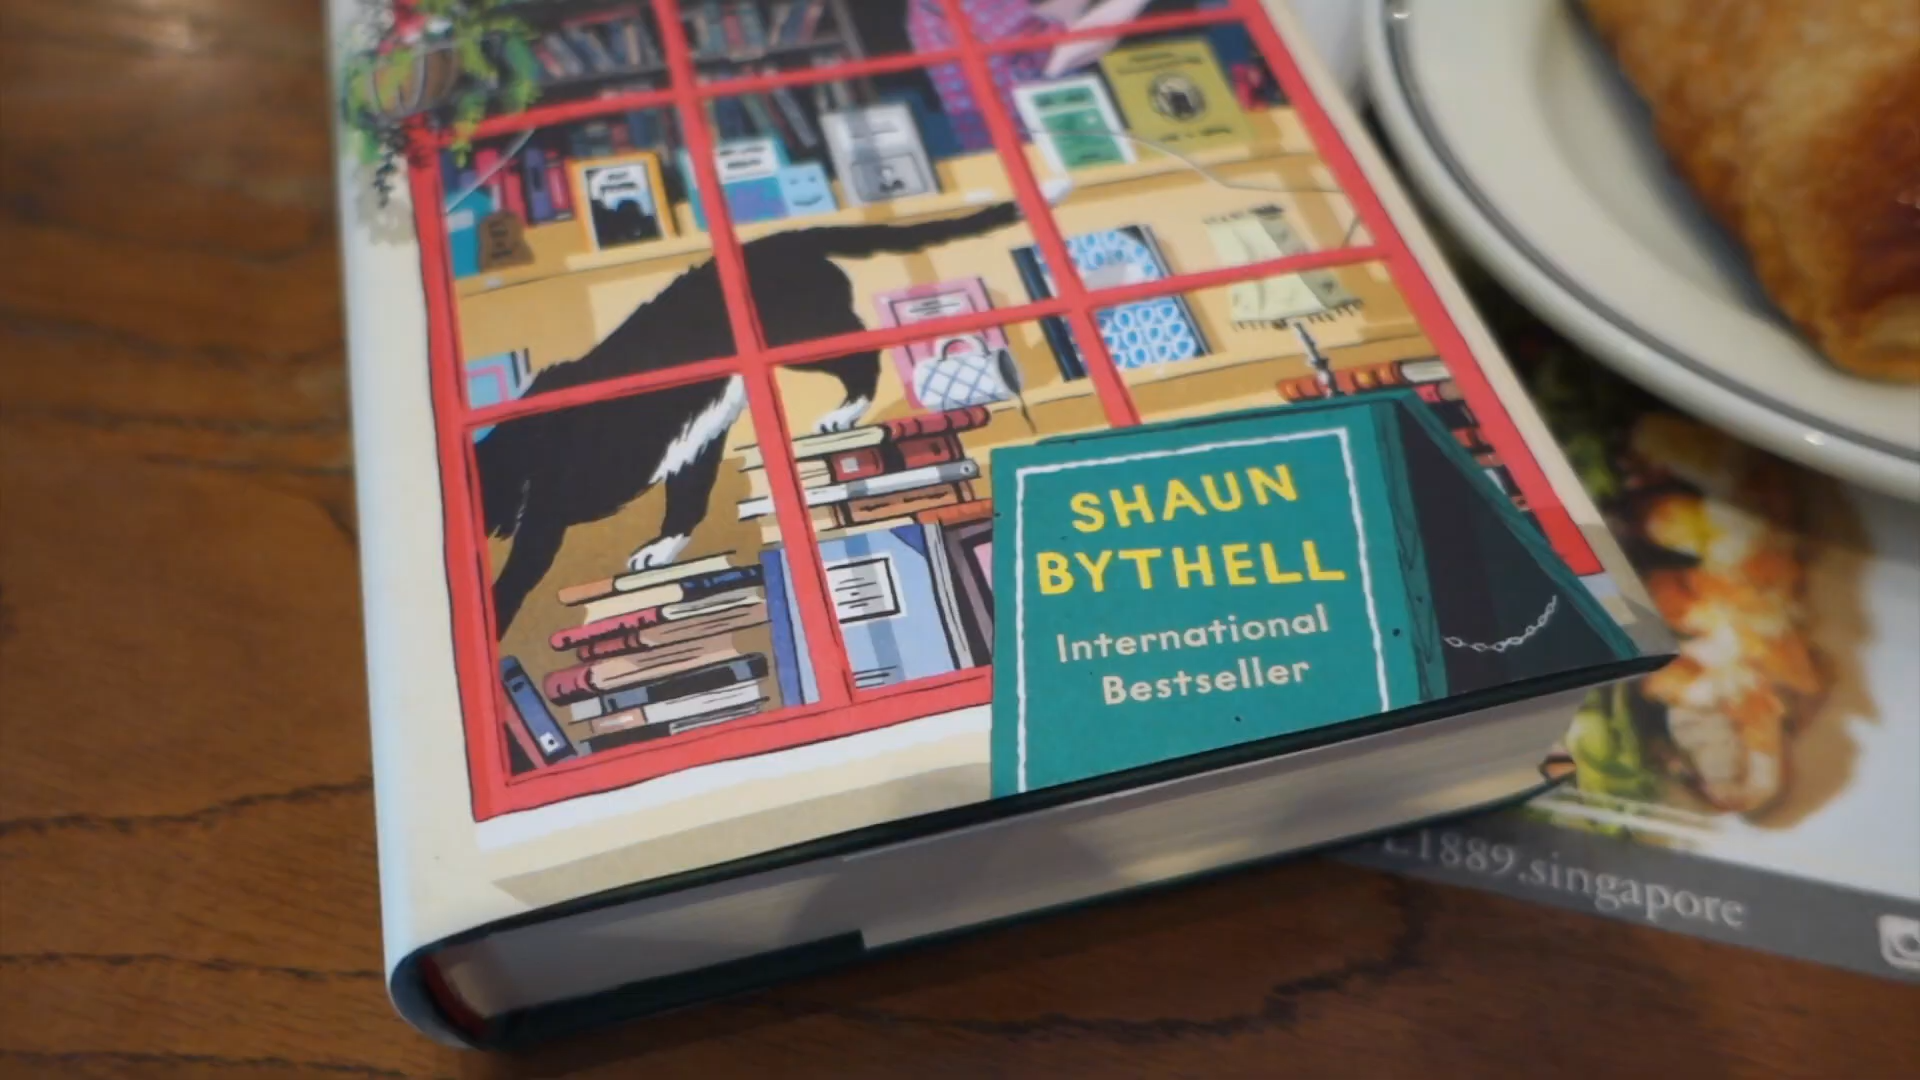 SHAUN
BYTHELL
International
Bestseller
1889.singapore